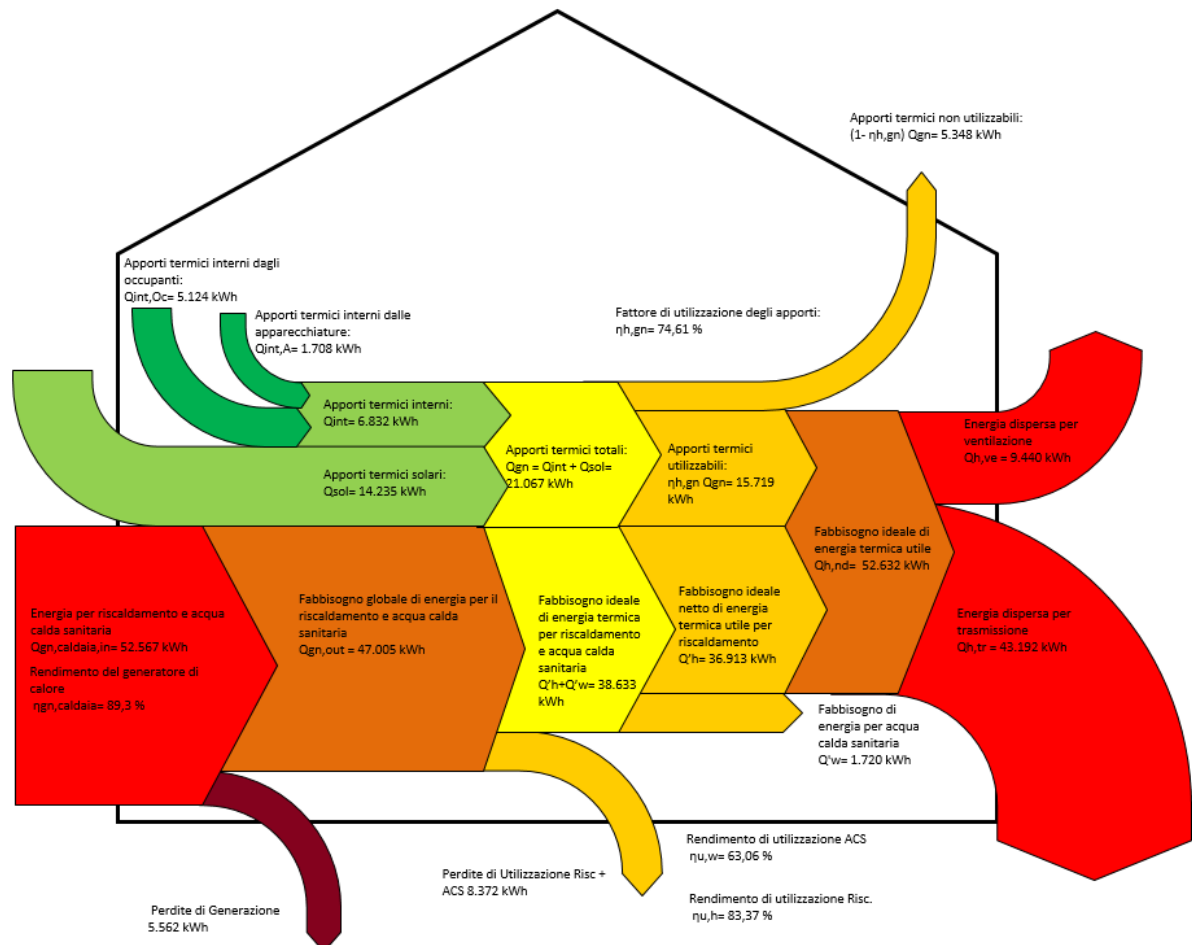 Apporti termici non utilizzabili:
(1- ηh,gn) Qgn= 5.348 kWh
Apporti termici interni dagli
occupanti:
Qint,Oc= 5.124 kWh
Apporti termici interni dalle
apparecchiature:
Qint,A= 1.708 kWh
Fattore di utilizzazione degli apporti:
ηh,gn= 74,61 %
Apporti termici interni:
Qint= 6.832 kWh
Apporti termici solari:
Qsol= 14.235 kWh
Apporti termici totali:
Qgn = Qint + Qsol=
21.067 kWh
Apporti termici
utilizzabili:
ηh,gn Qgn= 15.719
kWh
Energia dispersa per
ventilazione
Qh,ve = 9.440 kWh
Fabbisogno ideale di
energia termica utile
Qh,nd=  52.632 kWh
Energia per riscaldamento e acqua
calda sanitaria
Qgn,caldaia,in= 52.567 kWh
Rendimento del generatore di
calore
ηgn,caldaia= 89,3 %
Fabbisogno globale di energia per il
riscaldamento e acqua calda
sanitaria
Qgn,out = 47.005 kWh
Fabbisogno ideale
di energia termica
per riscaldamento
e acqua calda
sanitaria
Q'h+Q'w= 38.633
kWh
Fabbisogno ideale
netto di energia
termica utile per
riscaldamento
Q'h= 36.913 kWh
Energia dispersa per
trasmissione
Qh,tr = 43.192 kWh
Fabbisogno di
energia per acqua
calda sanitaria
Q'w= 1.720 kWh
Rendimento di utilizzazione ACS
ηu,w= 63,06 %
Perdite di Utilizzazione Risc +
ACS 8.372 kWh
Rendimento di utilizzazione Risc.
ηu,h= 83,37 %
Perdite di Generazione
5.562 kWh